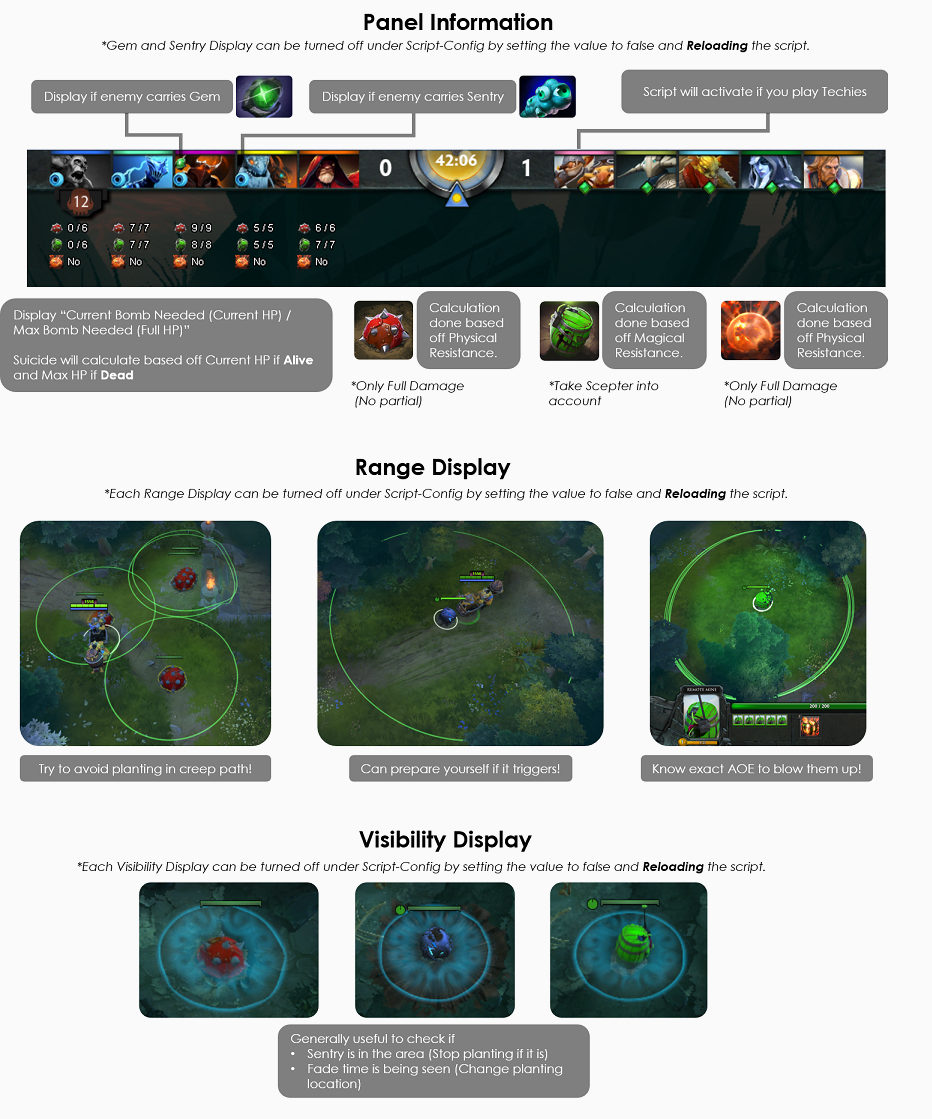 Panel Information
*Gem and Sentry Display can be turned off under Script-Config by setting the value to false and Reloading the script.
Display if enemy carries Gem
Display if enemy carries Sentry
Script will activate if you play Techies
0
42:06
1
12
0 / 6
7 / 7
9 / 9
5 / 5
6 / 6
0 / 6
7 / 7
8 / 8
5 / 5
7 / 7
No
No
No
No
No
Display “Current Bomb Needed (Current HP) /
Max Bomb Needed (Full HP)”
Suicide will calculate based off Current HP if Alive
and Max HP if Dead
Calculation
done based
off Physical
Resistance.
*Only Full Damage
(No partial)
Calculation
done based
off Magical
Resistance.
*Take Scepter into
account
Calculation
done based
off Physical
Resistance.
*Only Full Damage
(No partial)
Range Display
*Each Range Display can be turned off under Script-Config by setting the value to false and Reloading the script.
REMOTE MINE
200 / 200
Try to avoid planting in creep path!
Can prepare yourself if it triggers!
Know exact AOE to blow them up!
Visibility Display
*Each Visibility Display can be turned off under Script-Config by setting the value to false and Reloading the script.
Generally useful to check if
• Sentry is in the area (Stop planting if it is)
• Fade time is being seen (Change planting
location)